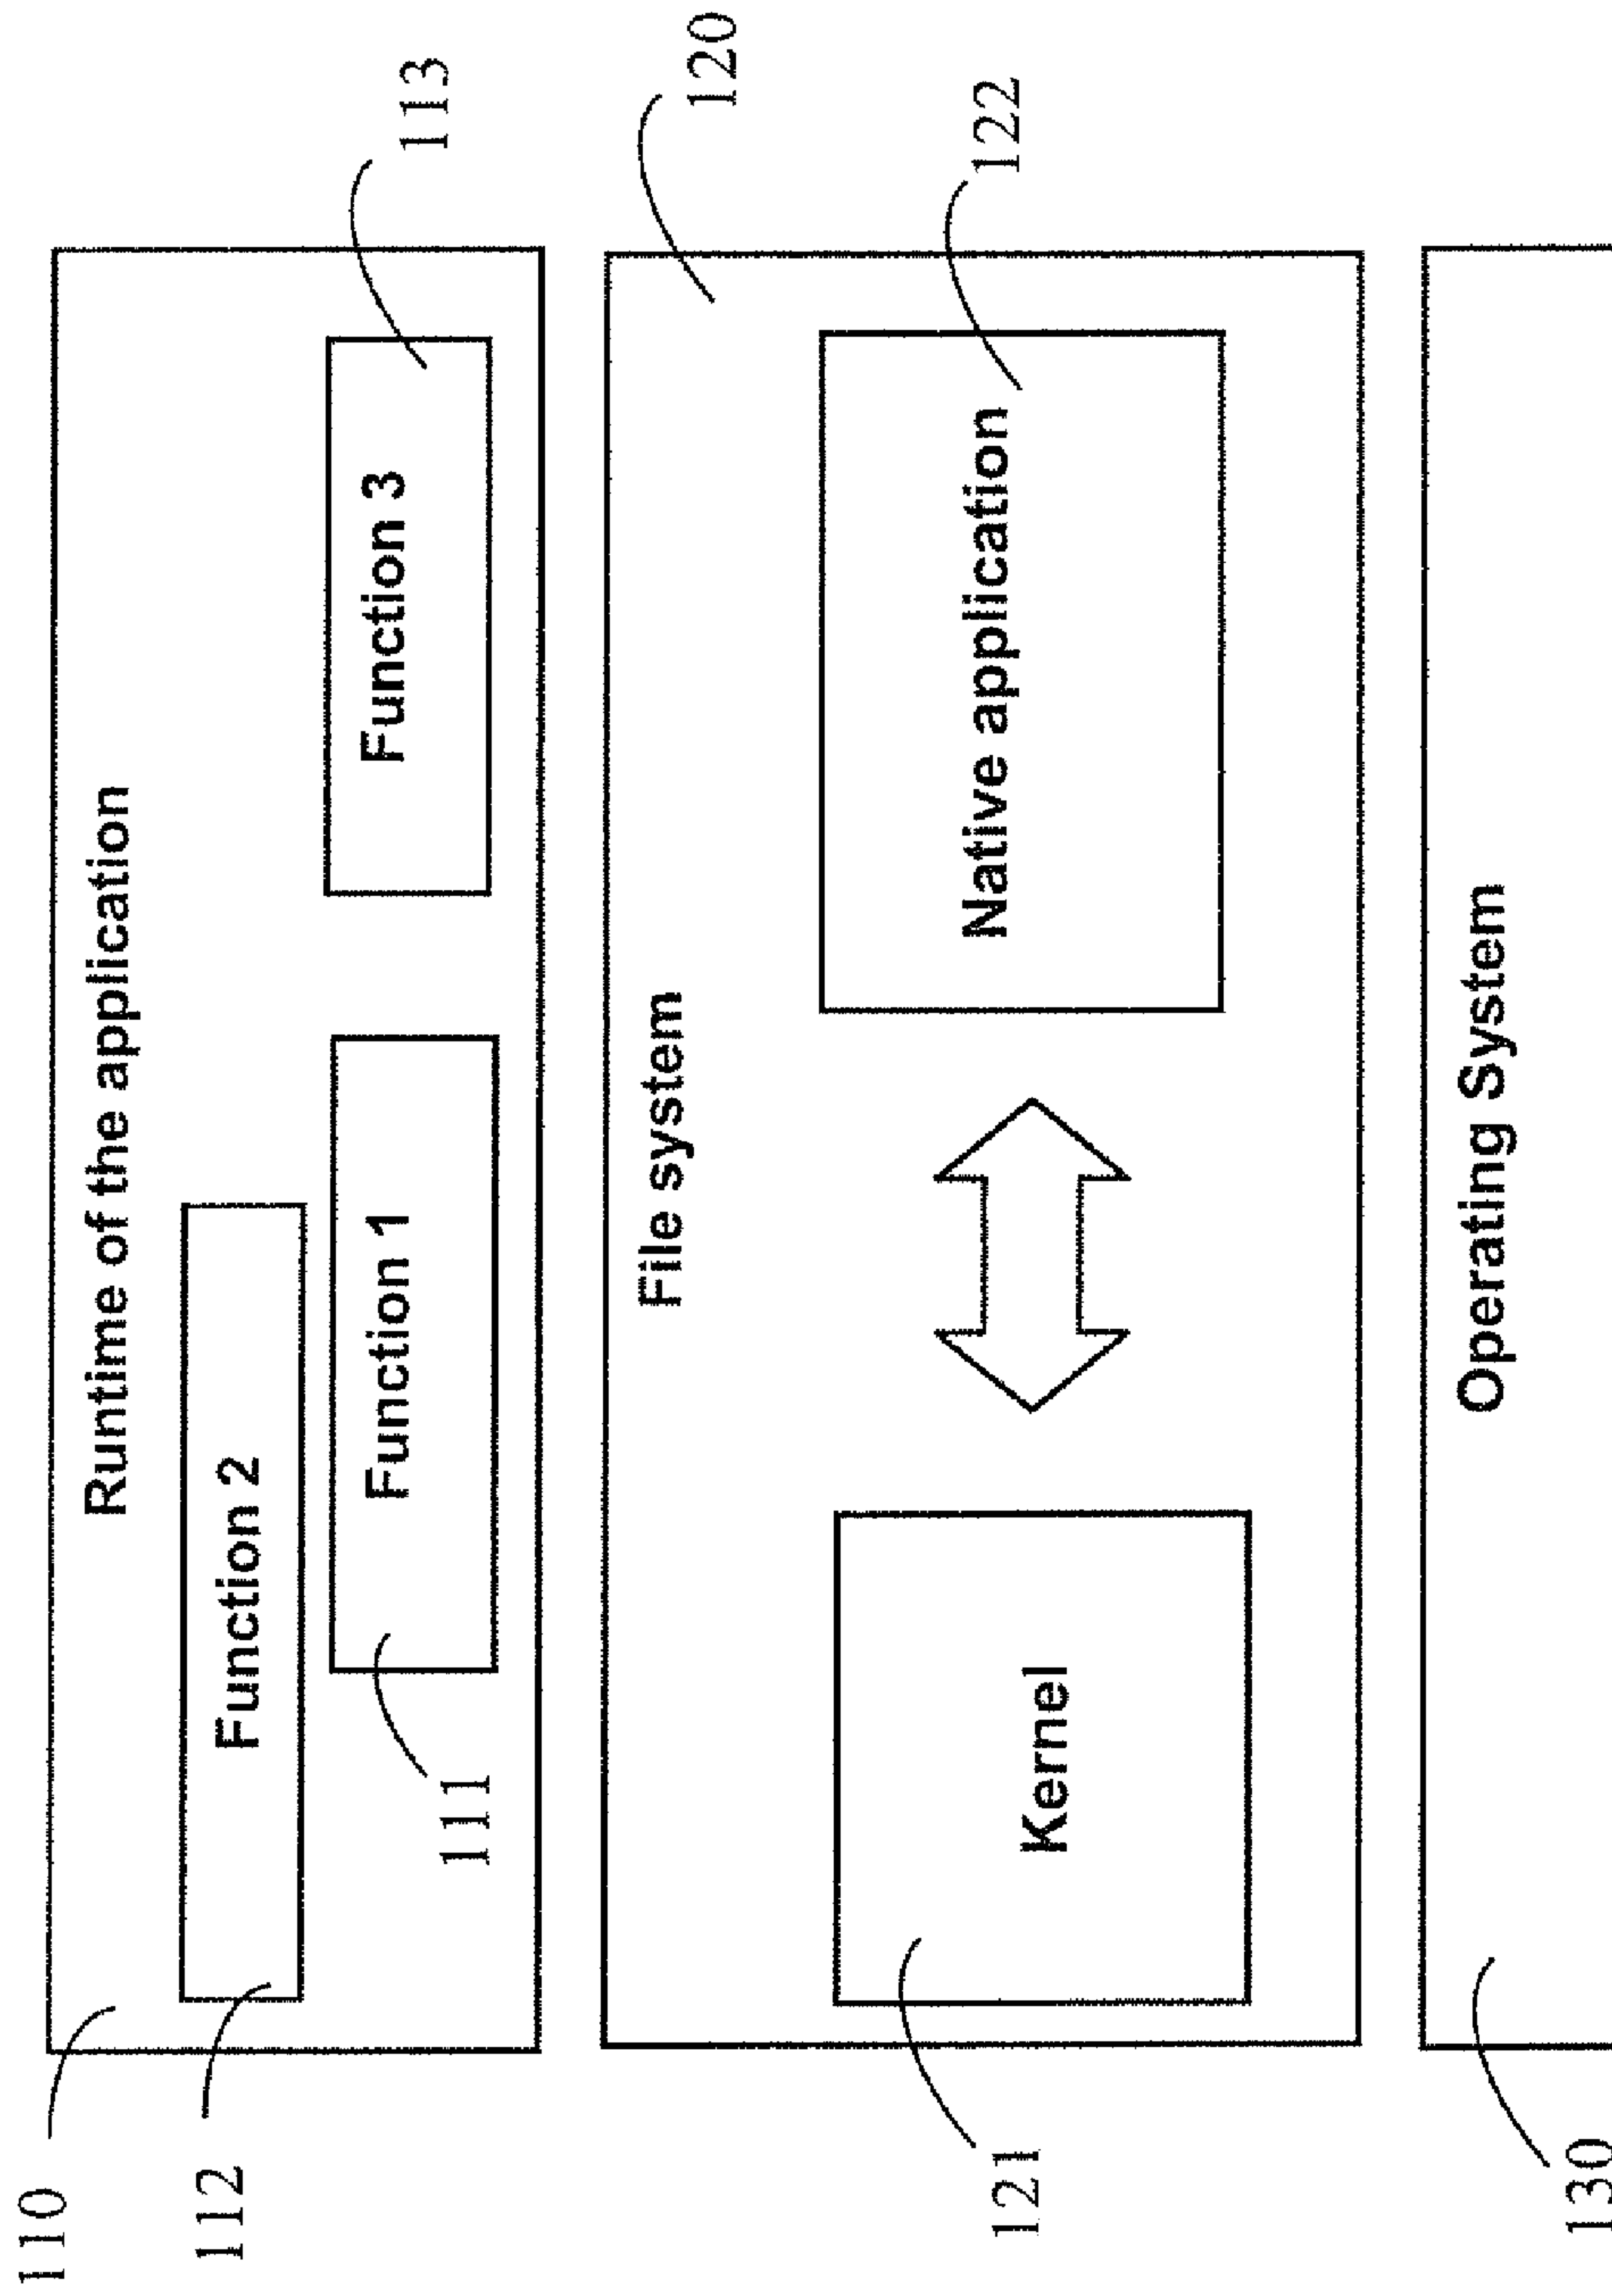 110
Runtime of the application
112
Function 2
111
Function 1
Function 3
113
File system
120
121
Kernel
Native application
122
Operating System
130